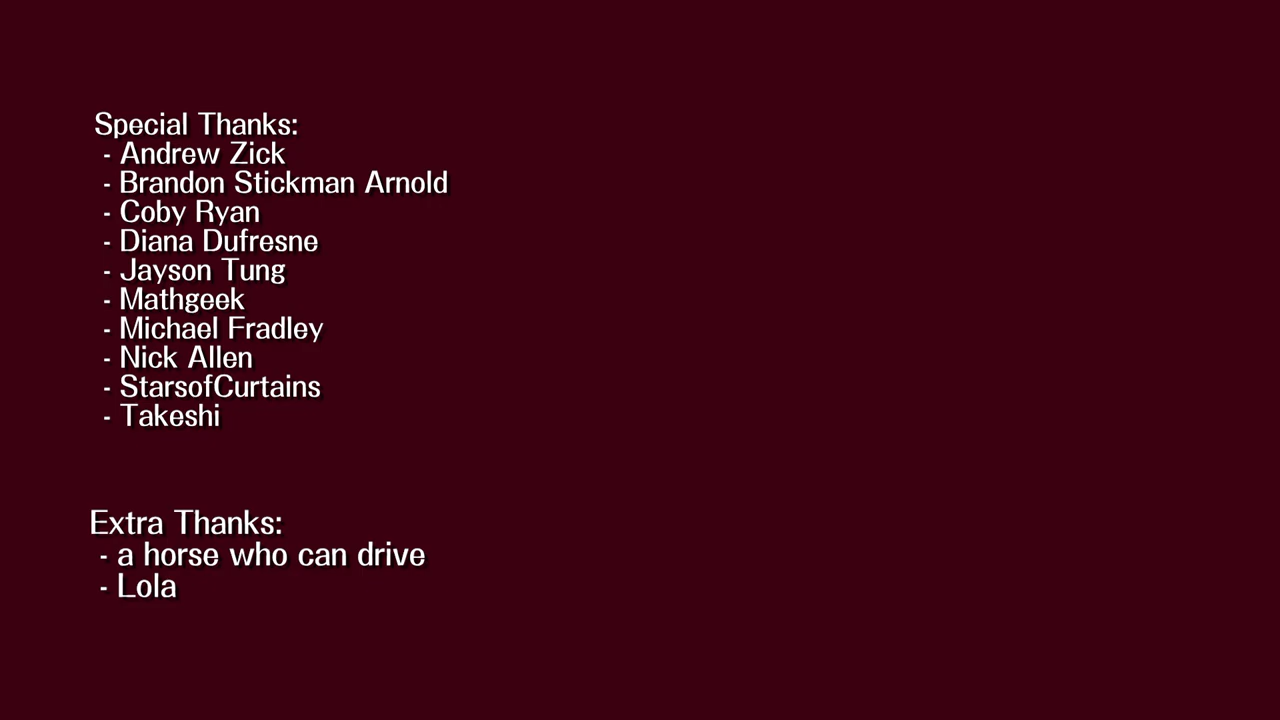 Special Thanks:
- Andrew Zick
- Brandon Stickman Arnold
- Coby Ryan
- Diana Dufresne
- Jayson Tung
- Mathgeek
- Michael Fradley
- Nick Allen
- StarsofCurtains
- Takeshi
Extra Thanks:
- a horse who can drive
- Lola